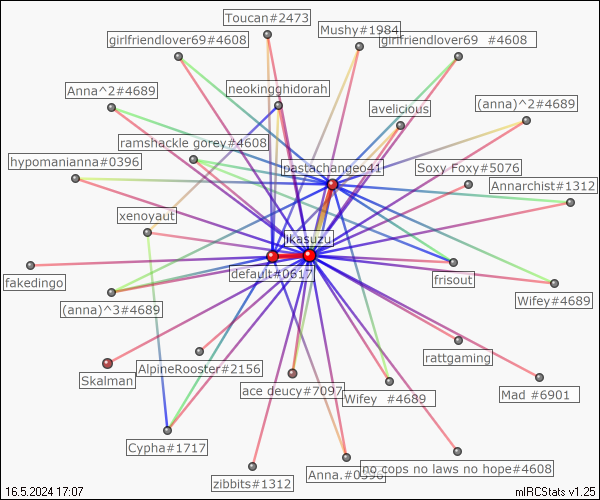 Toucan#2473
Mushy#1984
girlfriendlover69#4608
girlfriendlover69 #4608
Anna^2#4689
neokingghidorah
avelicious
(anna)^2#4689
ramshackle gorey#4608
hypomanianna#0396
pastachangeo41
Soxy Foxy#5076
Annarchist#1312
xenoyaut
jikasuzu
fakedingo
default#0617
frisout
(anna)^3#4689
Wifey#4689
AlpineRooster#2156
rattgaming
Skalman
ace deucy#7097
Wifey #4689
Mad #6901
Cypha#1717
zibbits#1312
Anna.#0396
no cops no laws no hope#4608
16.5.2024 17:07
mIRCStats v1.25